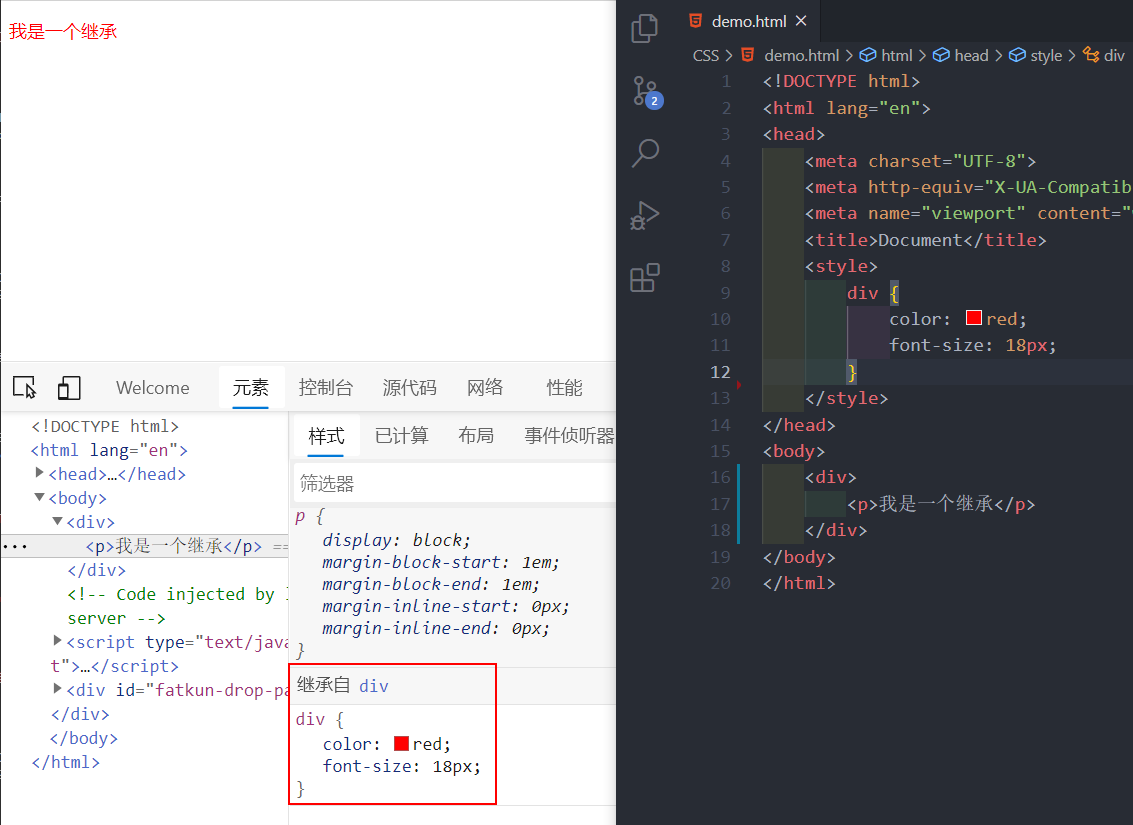 我是一个继承
Welcome 元素 控制台 源代码 网络 性能
<!DOCTYPE html>
<html lang="en">
<head>…</head>
<body>
<div>
··· <p>我是一个继承</p> ==
</div>
<!-- Code injected by
server -->
<script type="text/java
t">…</script>
<div id="fatkun-drop-pa
</div>
</body>
</html>
样式 已计算 布局 事件侦听器
筛选器
p {
display: block;
margin-block-start: 1em;
margin-block-end: 1em;
margin-inline-start: 0px;
margin-inline-end: 0px;
}
继承自 div
div {
color: red;
font-size: 18px;
}
2
demo.html ×
CSS > demo.html > html > head > style > div
1 <!DOCTYPE html>
2 <html lang="en">
3 <head>
4 <meta charset="UTF-8">
5 <meta http-equiv="X-UA-Compatib
6 <meta name="viewport" content="
7 <title>Document</title>
8 <style>
9 div {
10 color: red;
11 font-size: 18px;
12 }
13 </style>
14 </head>
15 <body>
16 <div>
17 <p>我是一个继承</p>
18 </div>
19 </body>
20 </html>